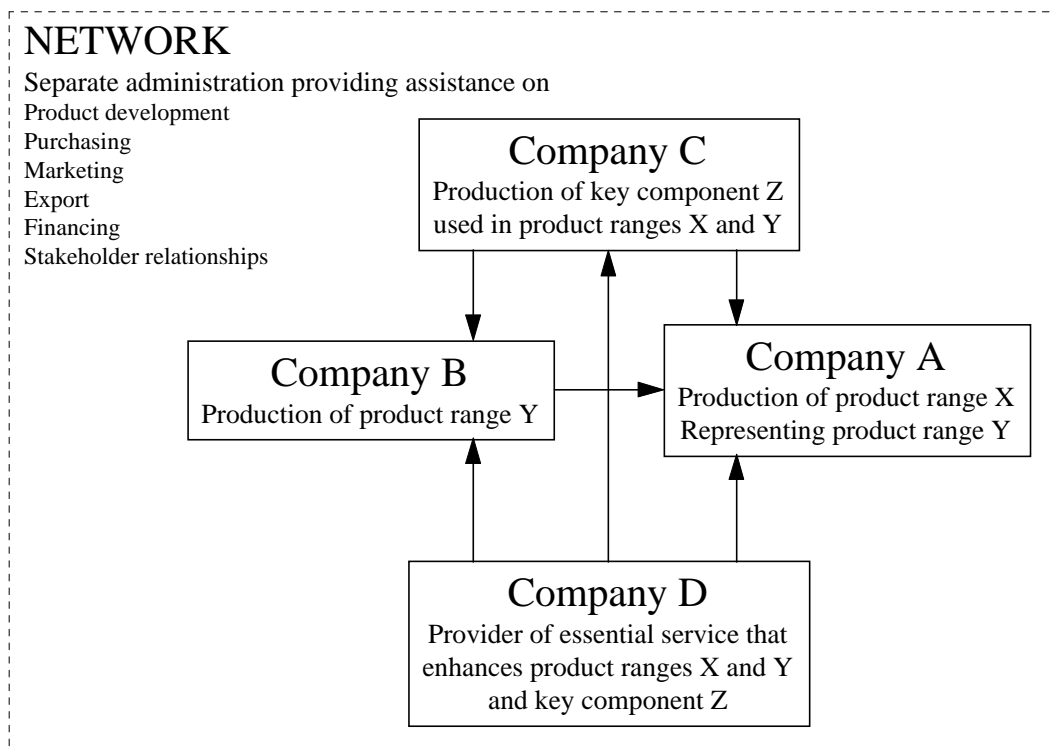 NETWORK
Separate administration providing assistance on
Product development
Purchasing
Marketing
Export
Financing
Stakeholder relationships
Company C
Production of key component Z
used in product ranges X and Y
Company B
Production of product range Y
Company A
Production of product range X
Representing product range Y
Company D
Provider of essential service that
enhances product ranges X and Y
and key component Z